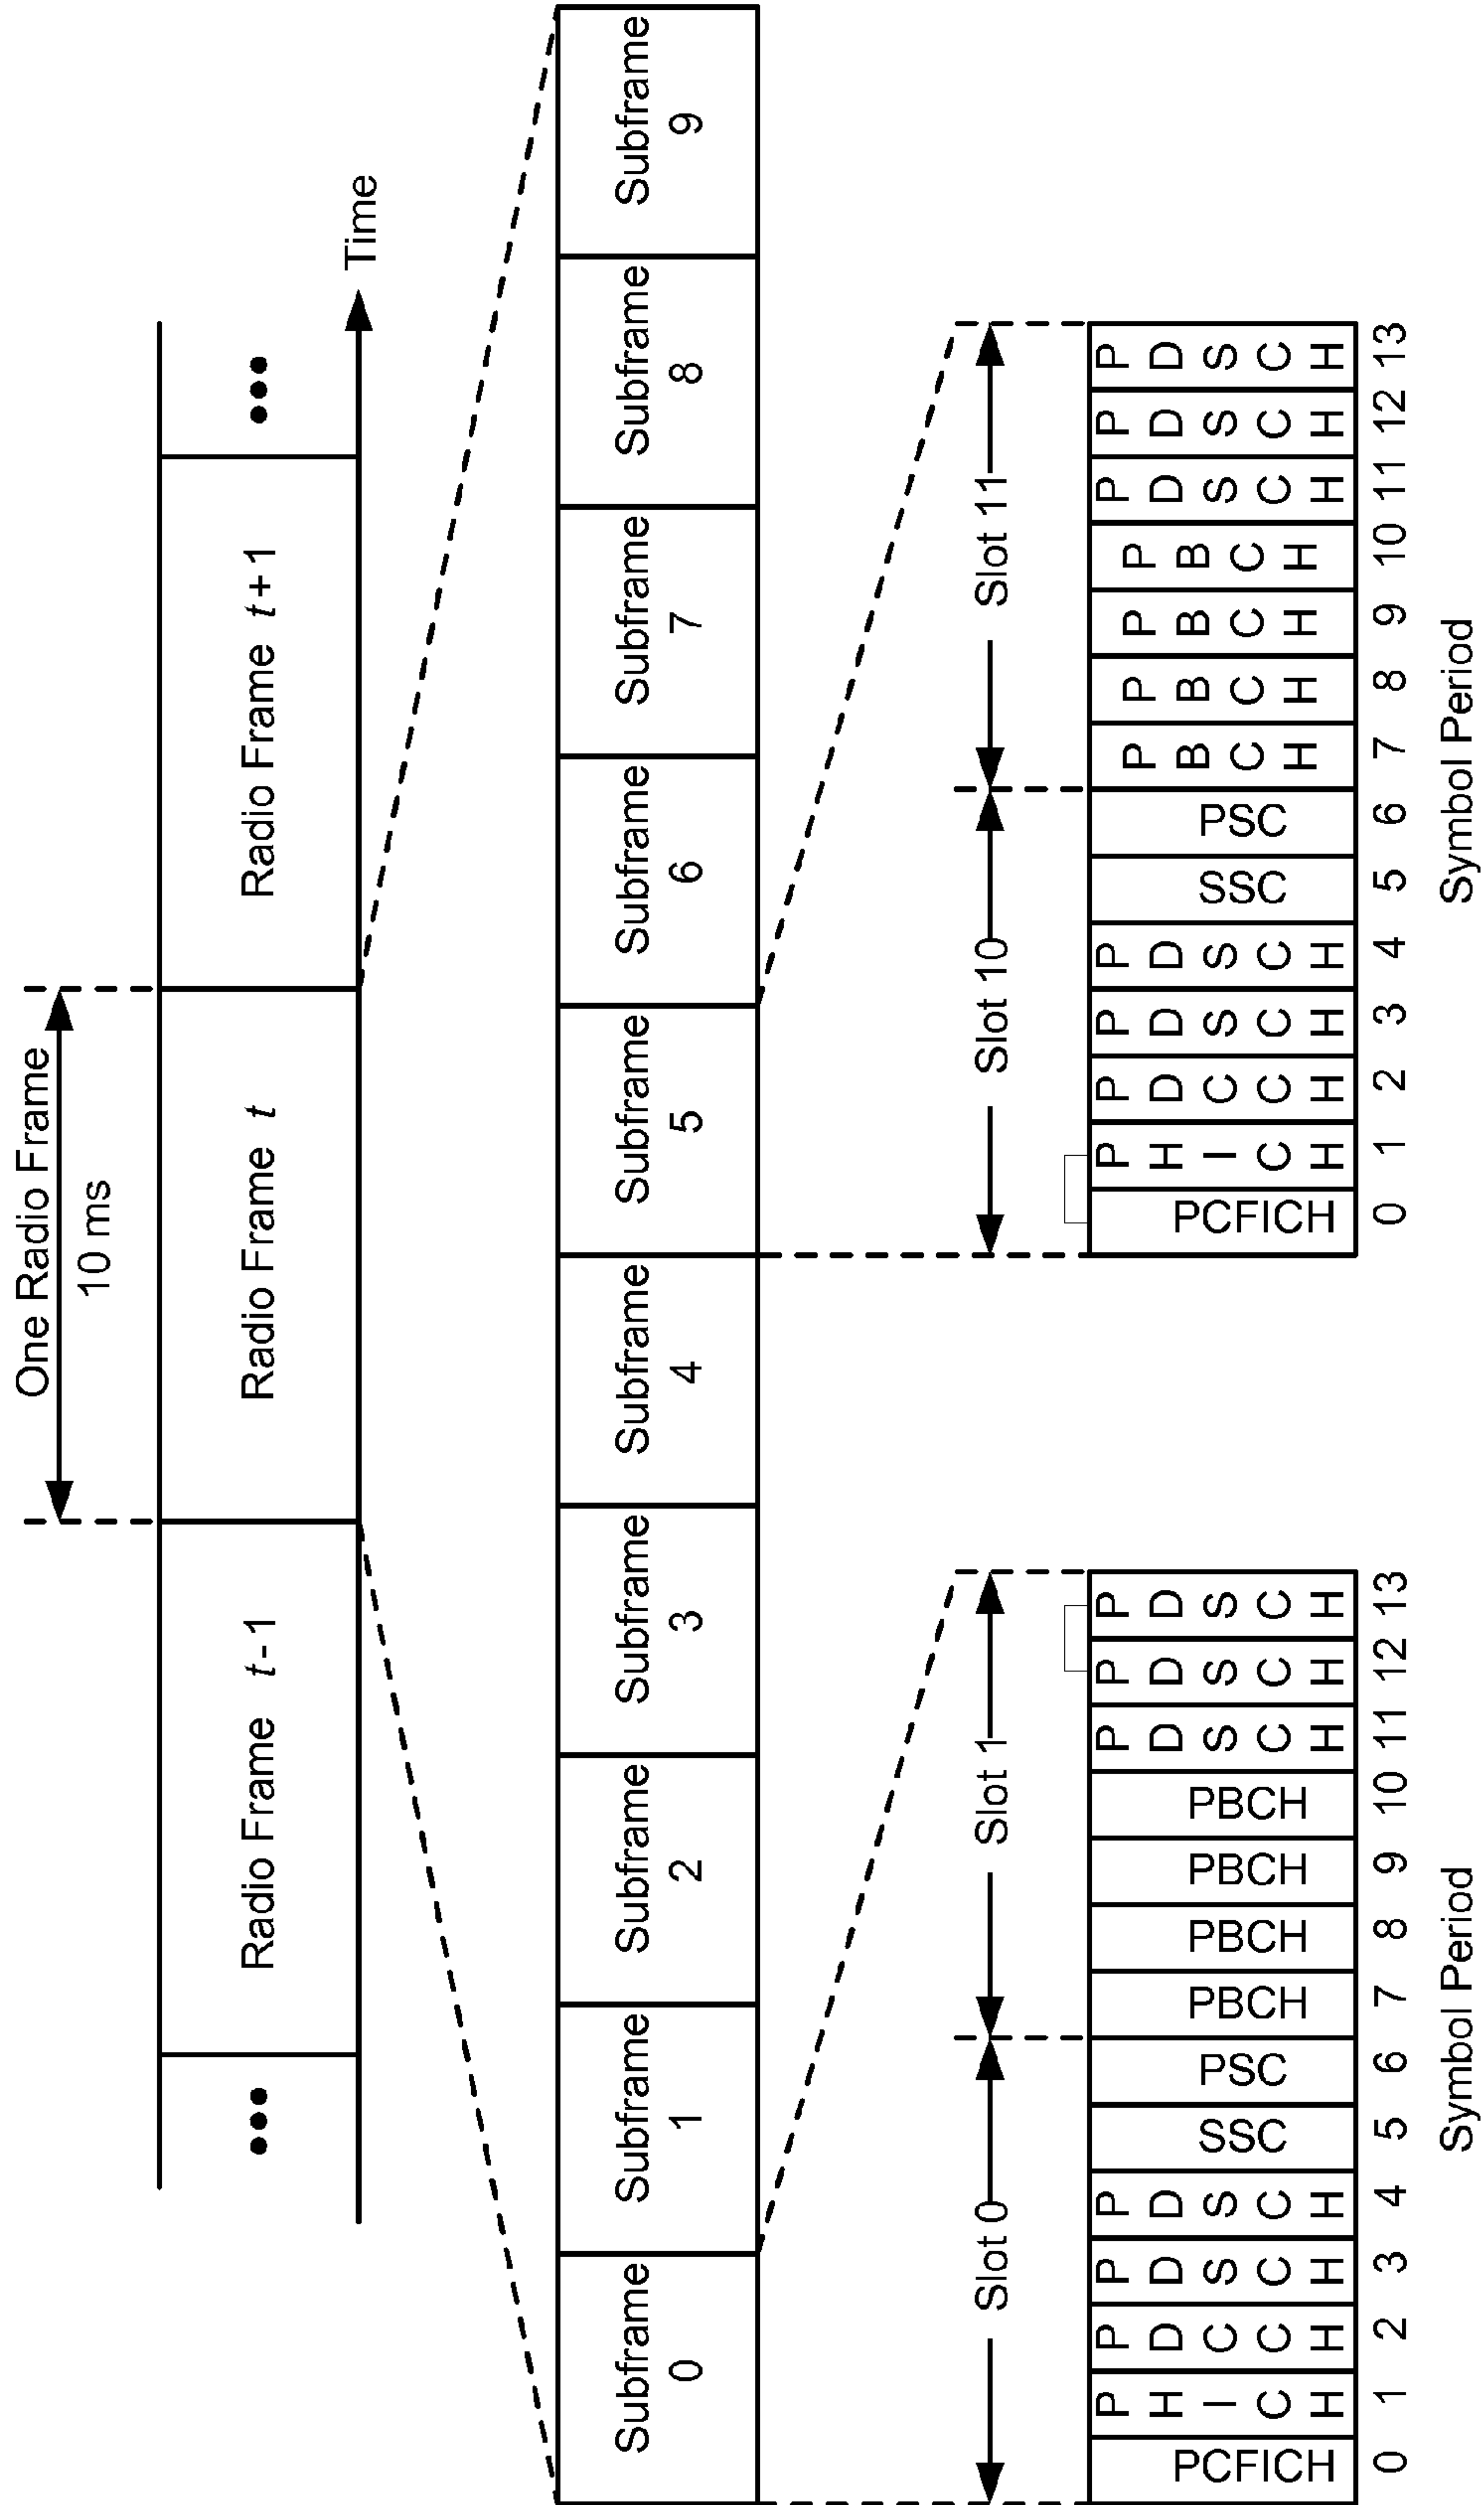 One Radio Frame
10 ms
••• Radio Frame t-1 Radio Frame t Radio Frame t+1 •••
Time
Subframe 0
Subframe 1
Subframe 2
Subframe 3
Subframe 4
Subframe 5
Subframe 6
Subframe 7
Subframe 8
Subframe 9
Slot 0 Slot 1
PCFICH
PHICH
PDCCH
PDSCH
PDSCH
SSC
PSC
PBCH
PBCH
PBCH
PBCH
PDSCH
PDSCH
PDSCH
0 1 2 3 4 5 6 7 8 9 10 11 12 13
Symbol Period
Slot 10 Slot 11
PCFICH
PHICH
PDCCH
PDSCH
PDSCH
SSC
PSC
PBCH
PBCH
PBCH
PBCH
PDSCH
PDSCH
PDSCH
0 1 2 3 4 5 6 7 8 9 10 11 12 13
Symbol Period